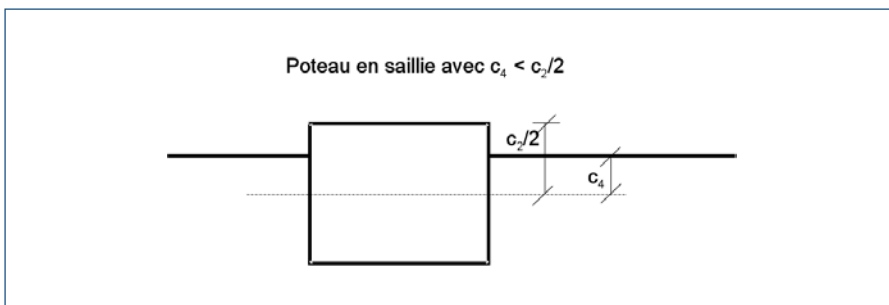 Poteau en saillie avec c₄ < c₂/2
c₂/2
c₄